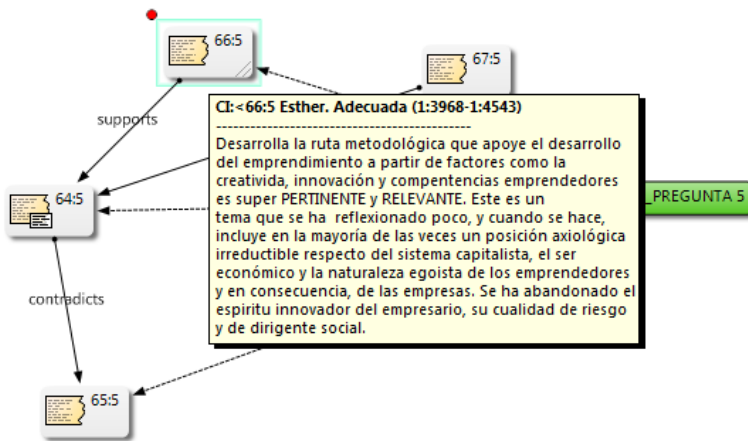 66:5
67:5
supports
CI:<66:5 Esther. Adecuada (1:3968-1:4543)
--------------------------------------------
Desarrolla la ruta metodológica que apoye el desarrollo
del emprendimiento a partir de factores como la
creativida, innovación y compentencias emprendedores
es super PERTINENTE y RELEVANTE. Este es un
tema que se ha reflexionado poco, y cuando se hace,
incluye en la mayoría de las veces un posición axiológica
irreductible respecto del sistema capitalista, el ser
económico y la naturaleza egoista de los emprendedores
y en consecuencia, de las empresas. Se ha abandonado el
espiritu innovador del empresario, su cualidad de riesgo
y de dirigente social.
64:5
_PREGUNTA 5
contradicts
65:5